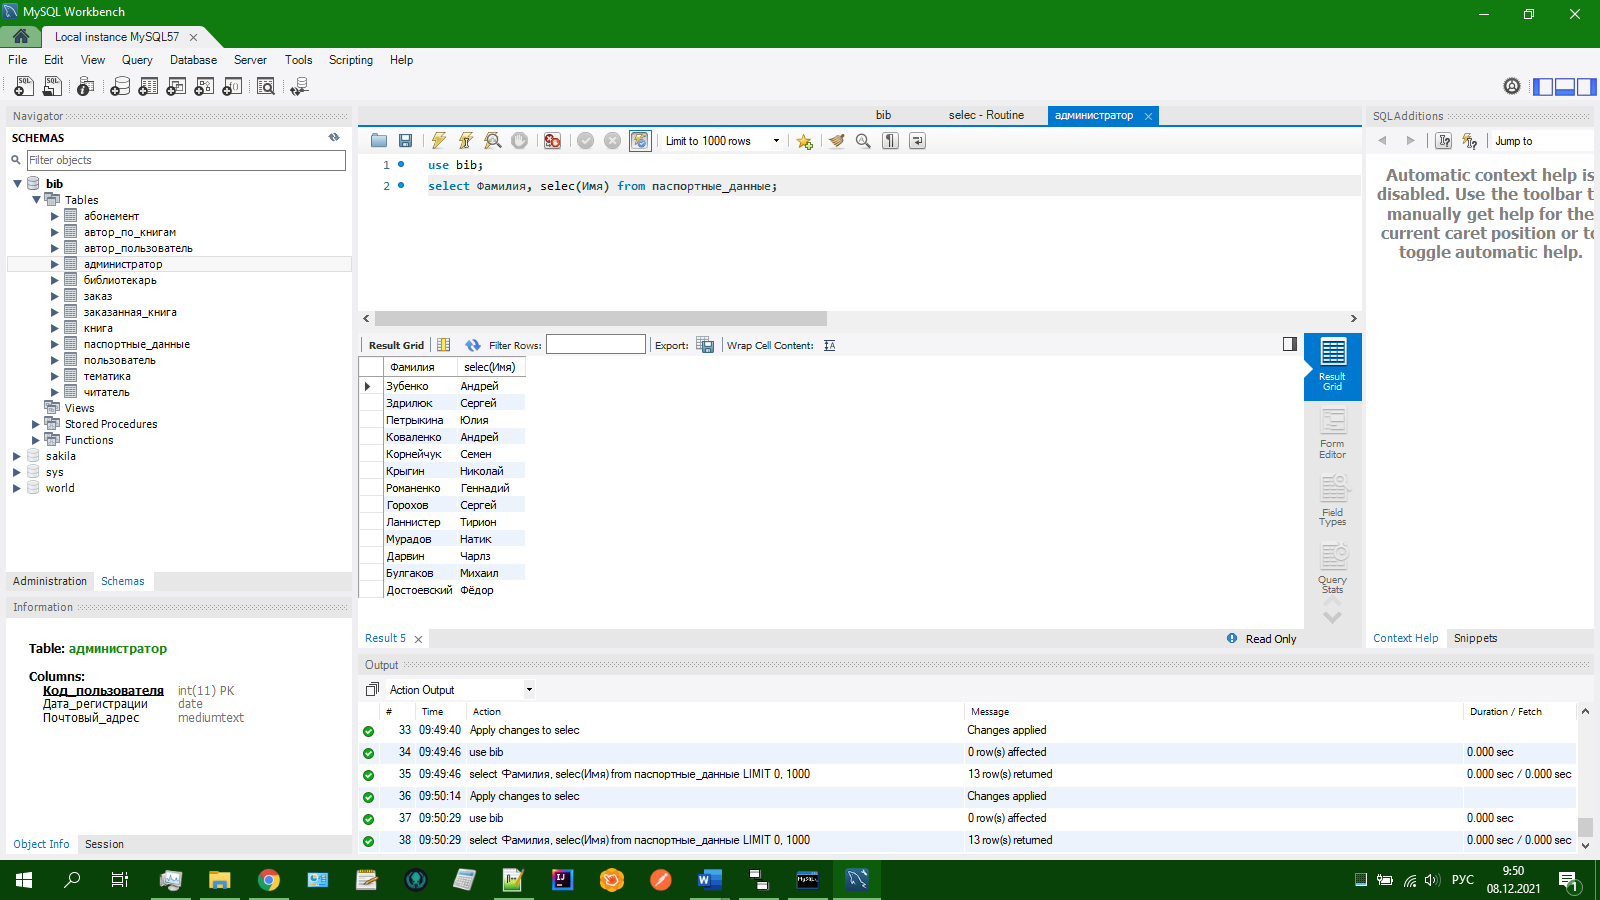 MySQL Workbench
Local instance MySQL57
File Edit View Query Database Server Tools Scripting Help
Navigator
SCHEMAS
Filter objects
bib
Tables
абонемент
автор_по_книгам
автор_пользователь
администратор
библиотекарь
заказ
заказанная_книга
книга
паспортные_данные
пользователь
тематика
читатель
Views
Stored Procedures
Functions
sakila
sys
world
Administration Schemas
Information
Table: администратор
Columns:
Код_пользователя int(11) PK
Дата_регистрации date
Почтовый_адрес mediumtext
Object Info Session
bib selec - Routine администратор
Limit to 1000 rows
1 use bib;
2 select Фамилия, selec(Имя) from паспортные_данные;
Result Grid Filter Rows: Export: Wrap Cell Content:
Фамилия selec(Имя)
Зубенко Андрей
Здрилюк Сергей
Петрыкина Юлия
Коваленко Андрей
Корнейчук Семен
Крыгин Николай
Романенко Геннадий
Горохов Сергей
Ланнистер Тирион
Мурадов Натик
Дарвин Чарлз
Булгаков Михаил
Достоевский Фёдор
Result Grid
Form Editor
Field Types
Query Stats
Result 5 Read Only
SQLAdditions
Jump to
Automatic context help is
disabled. Use the toolbar t
manually get help for the
current caret position or to
toggle automatic help.
Context Help Snippets
Output
Action Output
# Time Action Message Duration / Fetch
33 09:49:40 Apply changes to selec Changes applied
34 09:49:46 use bib 0 row(s) affected 0.000 sec
35 09:49:46 select Фамилия, selec(Имя) from паспортные_данные LIMIT 0, 1000 13 row(s) returned 0.000 sec / 0.000 sec
36 09:50:14 Apply changes to selec Changes applied
37 09:50:29 use bib 0 row(s) affected 0.000 sec
38 09:50:29 select Фамилия, selec(Имя) from паспортные_данные LIMIT 0, 1000 13 row(s) returned 0.000 sec / 0.000 sec
РУС
9:50
08.12.2021
1